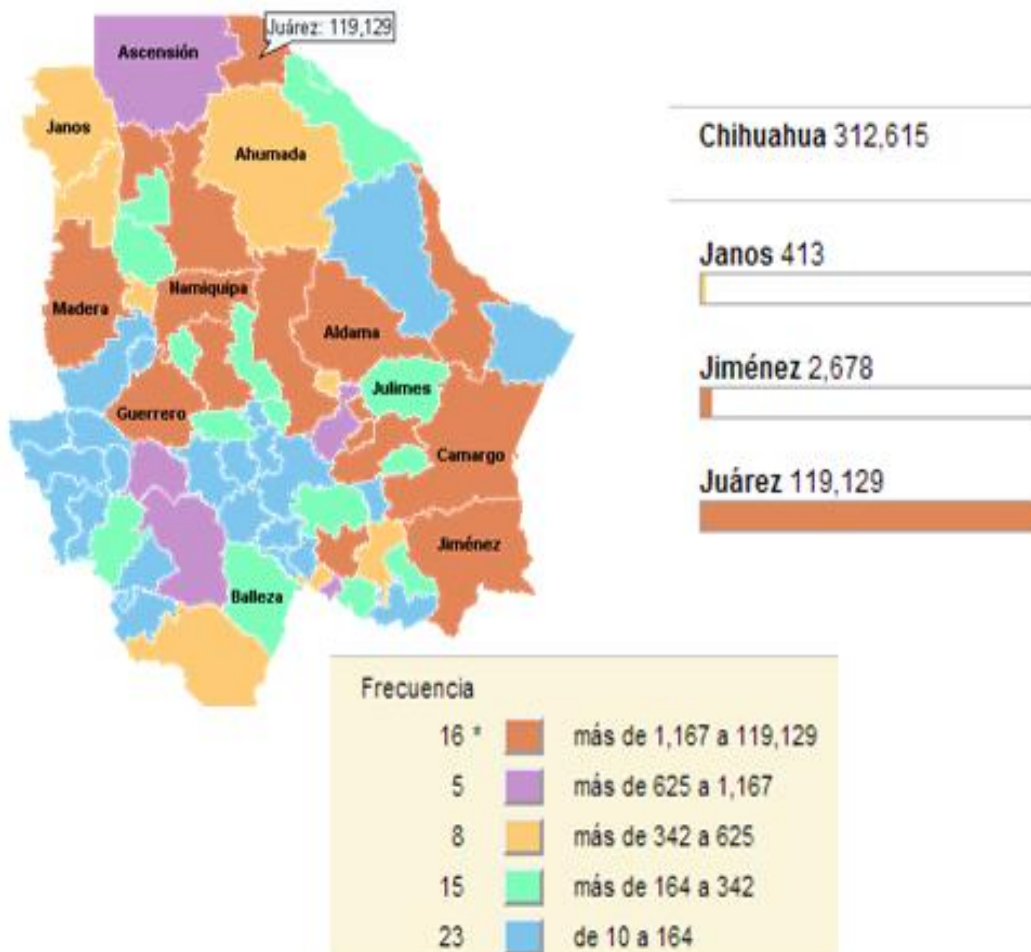 Juárez: 119,129
Ascensión
Janos
Ahumada
Madera
Namiquipa
Aldama
Julimes
Guerrero
Camargo
Jiménez
Balleza
Chihuahua 312,615
Janos 413
Jiménez 2,678
Juárez 119,129
Frecuencia
16 * más de 1,167 a 119,129
5 más de 625 a 1,167
8 más de 342 a 625
15 más de 164 a 342
23 de 10 a 164